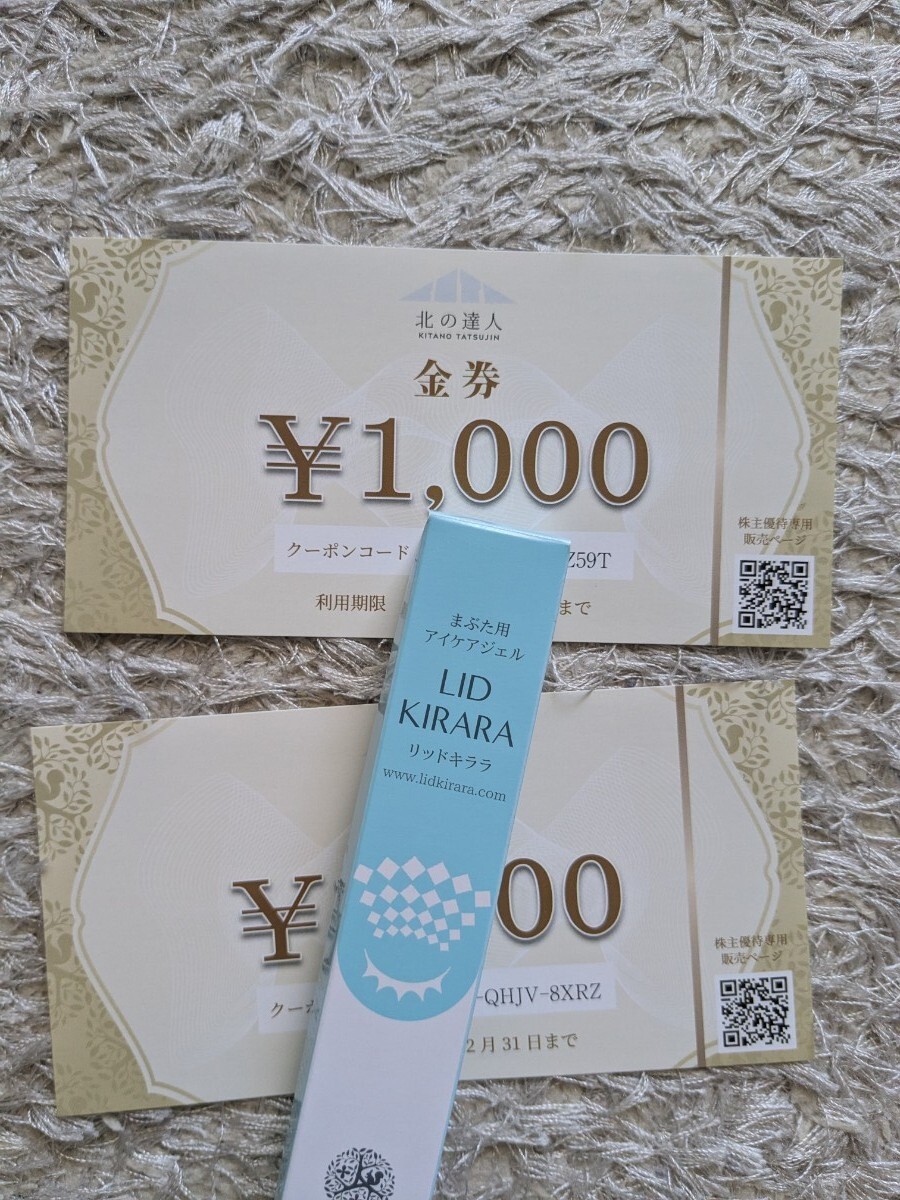 北の達人
KITANO TATSUJIN
金券
¥1,000
クーポンコード Z59T
利用期限 まで
株主優待専用
販売ページ
まぶた用
アイケアジェル
LID
KIRARA
リッドキララ
www.lidkirara.com
¥ 00
株主優待専用
販売ページ
クーポ -QHJV-8XRZ
2月31日まで